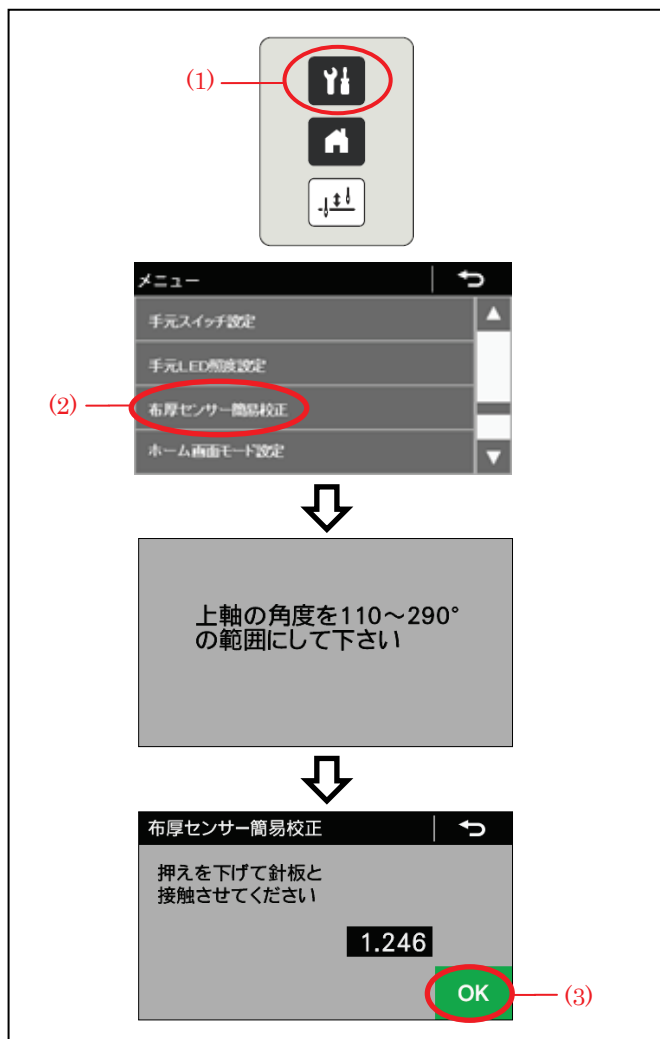 (1)
メニュー
手元スイッチ設定
手元LED照度設定
(2)
布厚センサー簡易校正
ホーム画面モード設定
上軸の角度を110～290°
の範囲にして下さい
布厚センサー簡易校正
押えを下げて針板と
接触させてください
1.246
OK
(3)